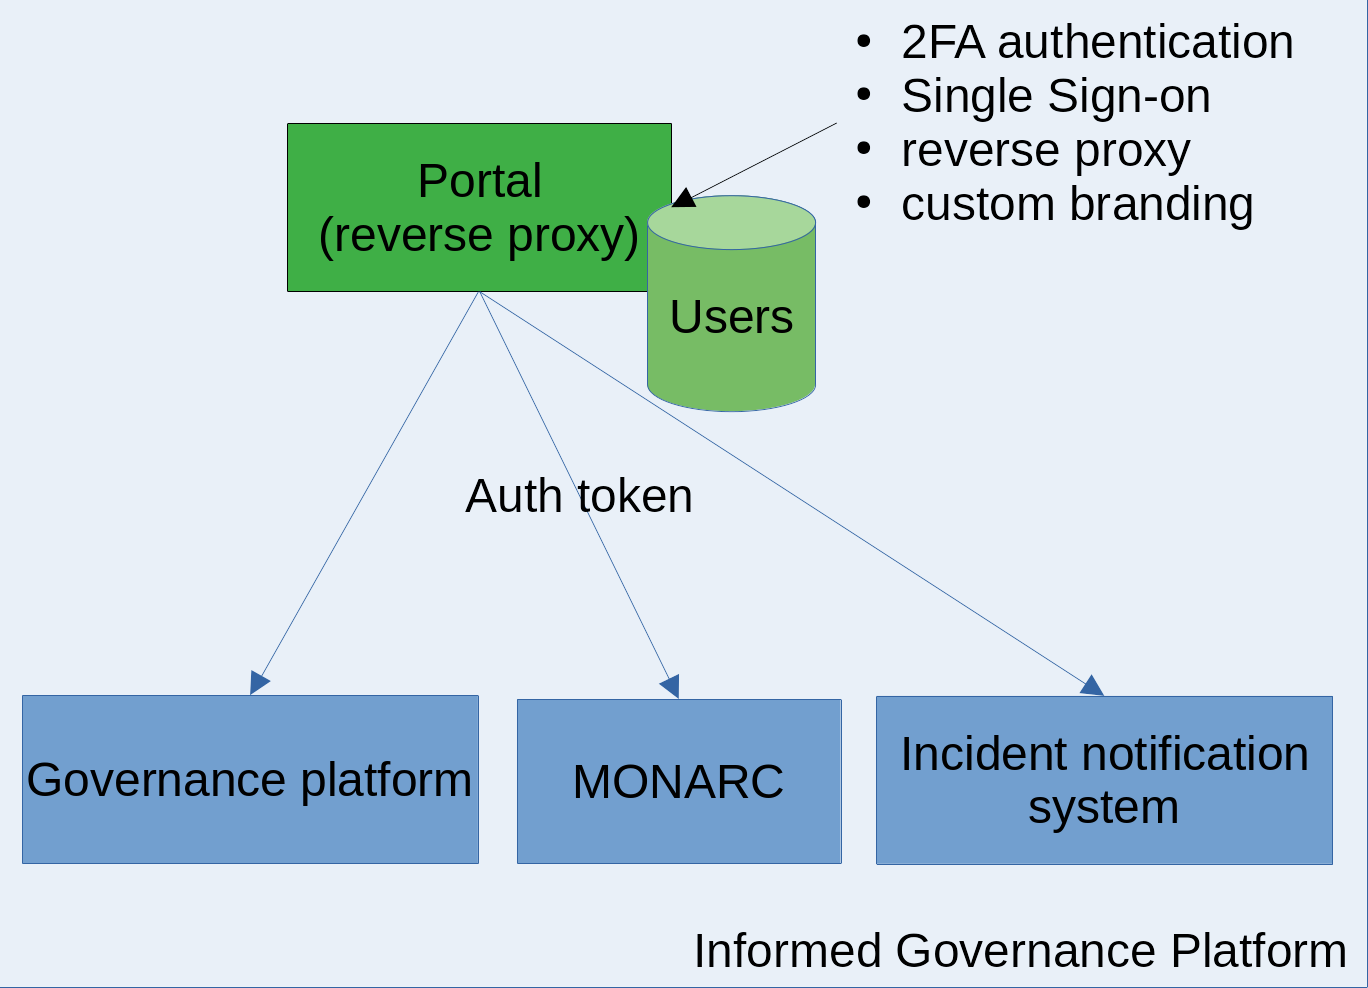 • 2FA authentication
• Single Sign-on
• reverse proxy
• custom branding
Portal
(reverse proxy)
Users
Auth token
Governance platform
MONARC
Incident notification
system
Informed Governance Platform